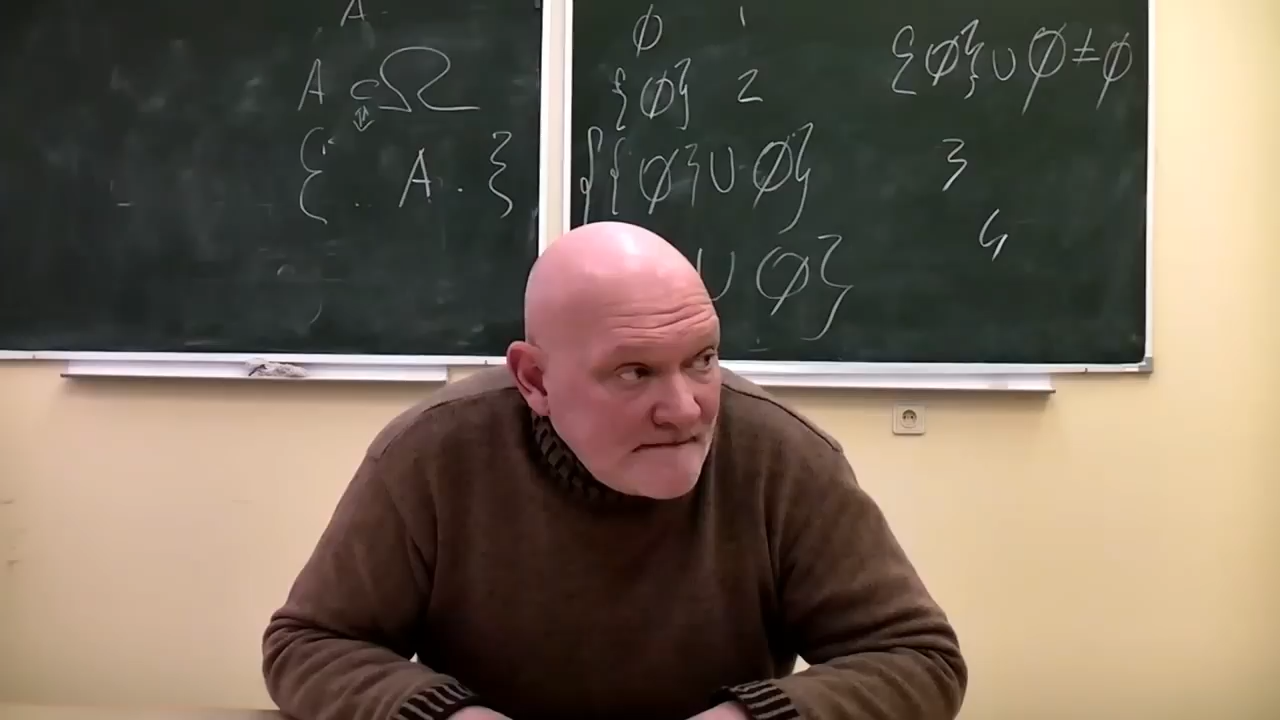 A.
A ⊂ Ω
⇕
{ . A . }
∅ 1
{∅} 2
{{∅} ∪ ∅} 3
∪ ∅} 4
{∅} ∪ ∅ ≠ ∅